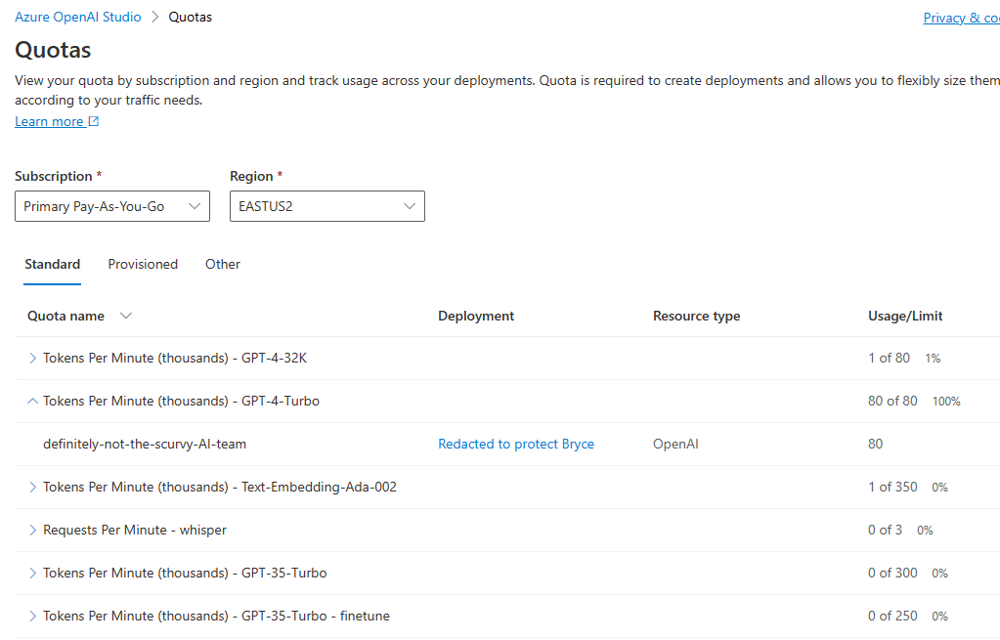 Azure OpenAI Studio > Quotas
Privacy & co
Quotas
View your quota by subscription and region and track usage across your deployments. Quota is required to create deployments and allows you to flexibly size them
according to your traffic needs.
Learn more
Subscription * Region *
Primary Pay-As-You-Go EASTUS2
Standard Provisioned Other
Quota name Deployment Resource type Usage/Limit
Tokens Per Minute (thousands) - GPT-4-32K 1 of 80 1%
Tokens Per Minute (thousands) - GPT-4-Turbo 80 of 80 100%
definitely-not-the-scurvy-AI-team Redacted to protect Bryce OpenAI 80
Tokens Per Minute (thousands) - Text-Embedding-Ada-002 1 of 350 0%
Requests Per Minute - whisper 0 of 3 0%
Tokens Per Minute (thousands) - GPT-35-Turbo 0 of 300 0%
Tokens Per Minute (thousands) - GPT-35-Turbo - finetune 0 of 250 0%